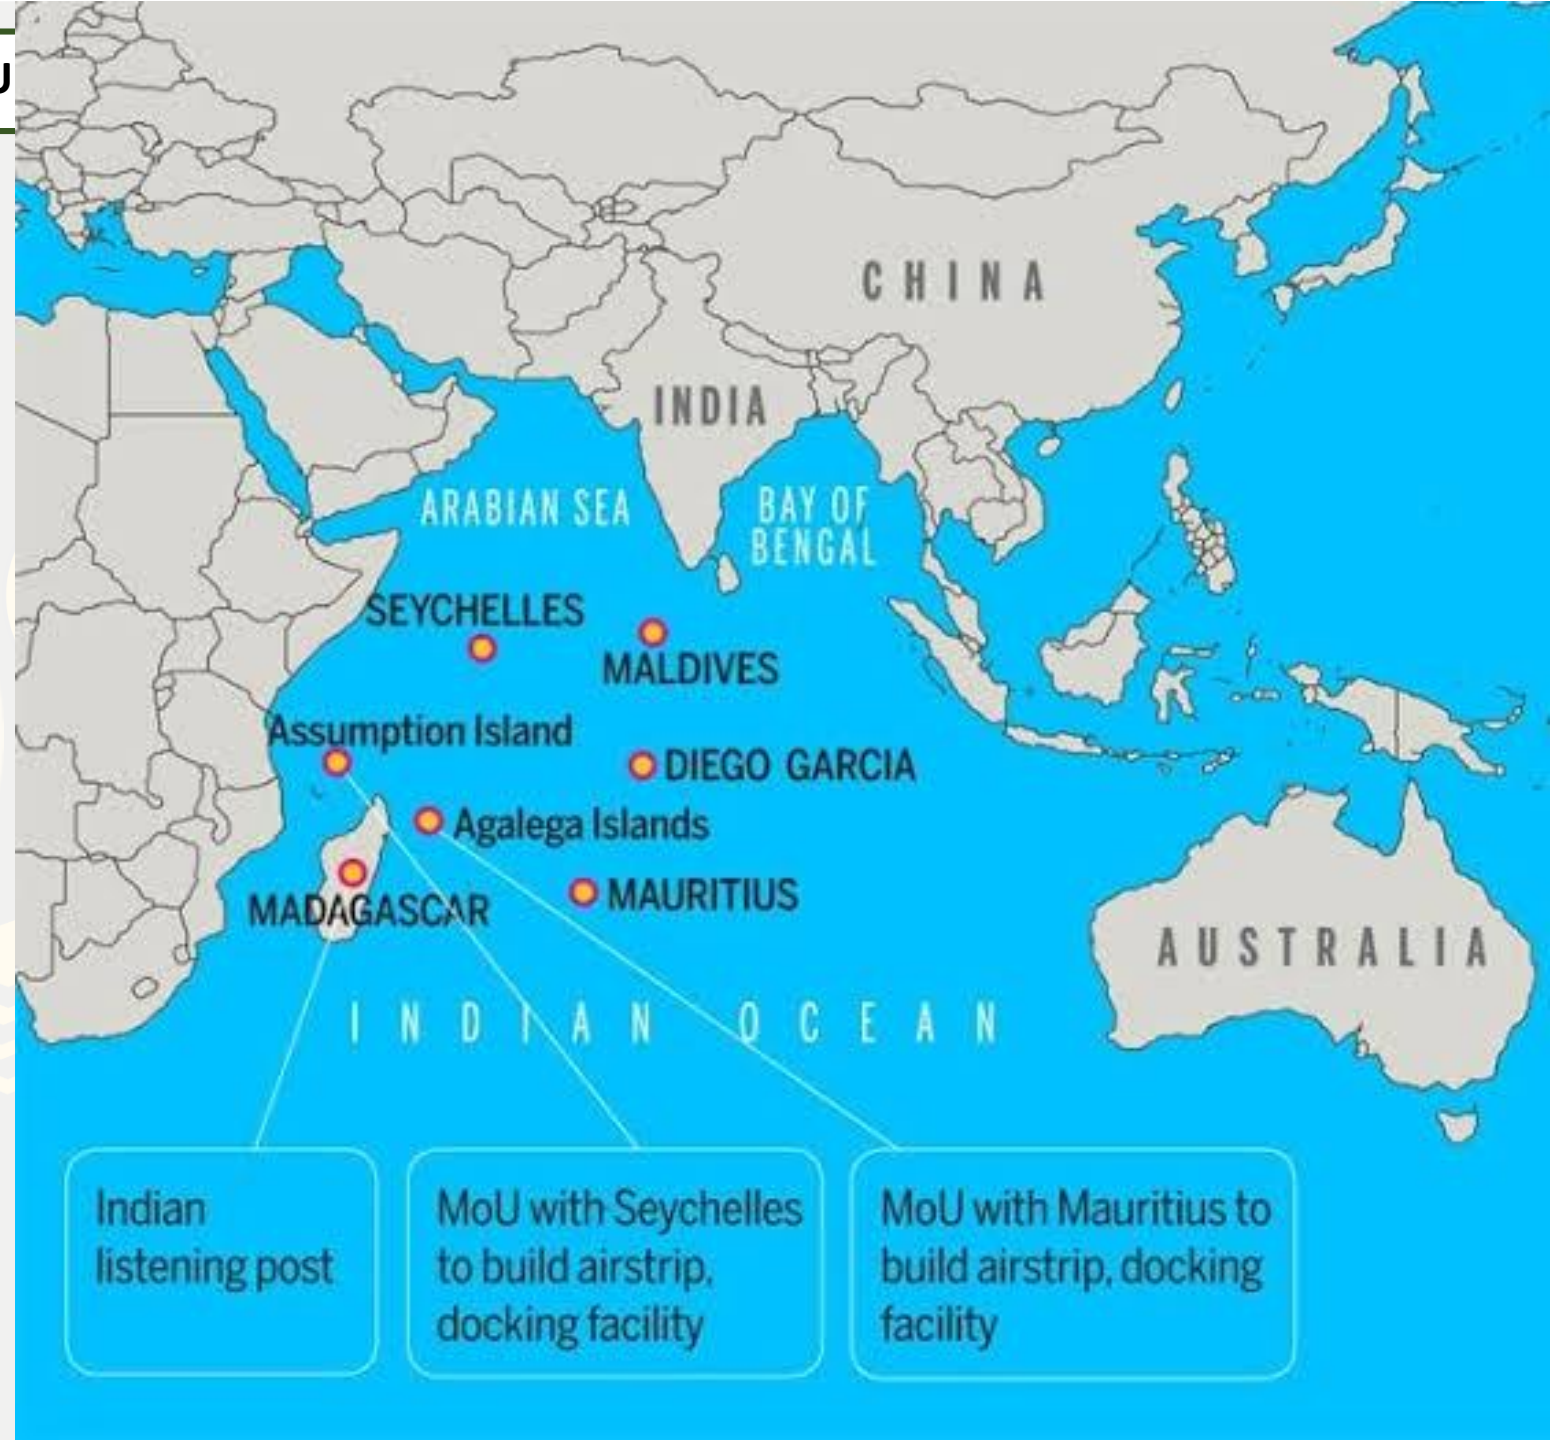 U
CHINA
INDIA
ARABIAN SEA
BAY OF
BENGAL
SEYCHELLES
MALDIVES
Assumption Island
DIEGO GARCIA
Agalega Islands
MAURITIUS
MADAGASCAR
AUSTRALIA
INDIAN OCEAN
Indian
listening post
MoU with Seychelles
to build airstrip,
docking facility
MoU with Mauritius to
build airstrip, docking
facility